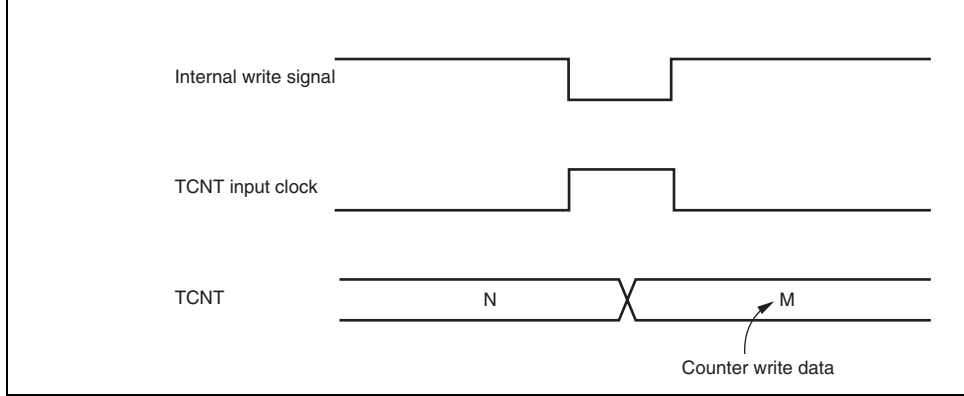 Internal write signal
TCNT input clock
TCNT
N
M
Counter write data